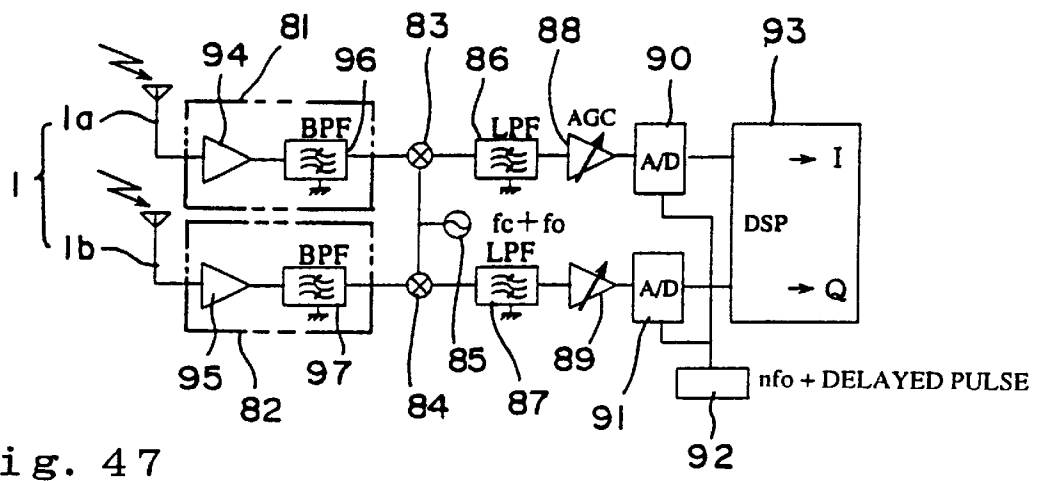 81
94
96
83
86
88
90
93
1a
BPF
LPF
AGC
A/D
I
1
DSP
1b
BPF
fc+fo
LPF
A/D
Q
95
82
97
84
85
87
89
91
92
nfo + DELAYED PULSE
ig. 47